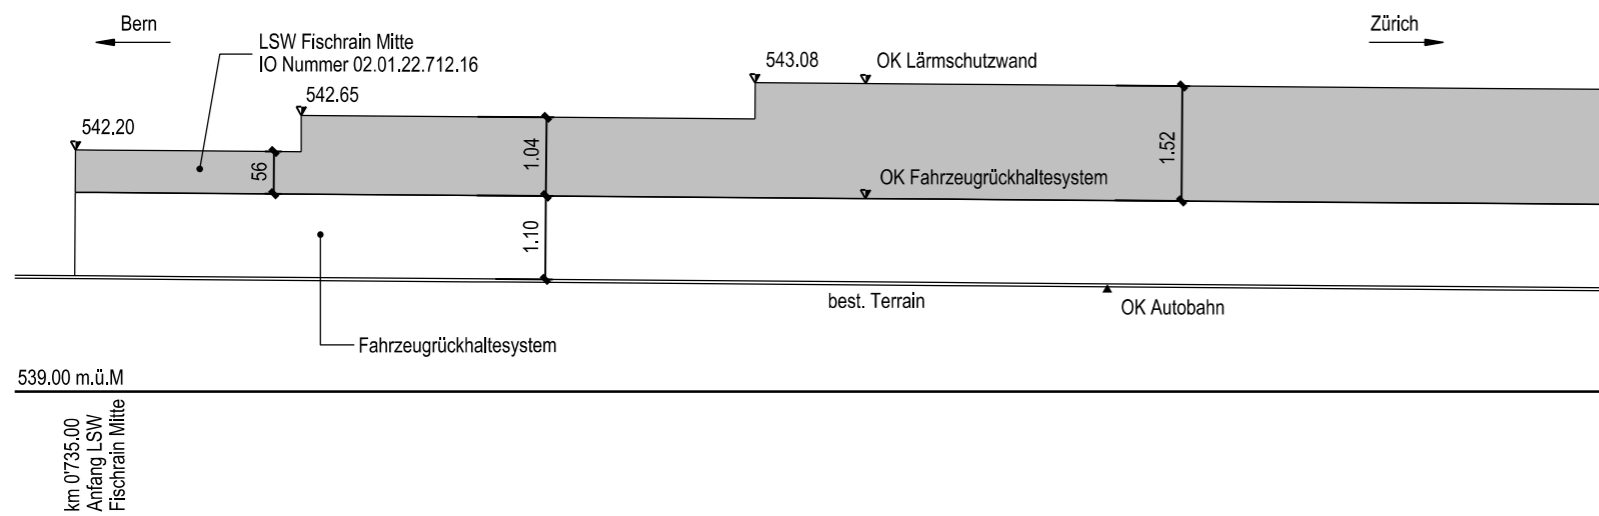 Bern
Zürich
LSW Fischrain Mitte
IO Nummer 02.01.22.712.16
543.08
OK Lärmschutzwand
542.65
542.20
56
1.04
1.52
OK Fahrzeugrückhaltesystem
1.10
best. Terrain
OK Autobahn
Fahrzeugrückhaltesystem
539.00 m.ü.M
km 0'735.00
Anfang LSW
Fischrain Mitte